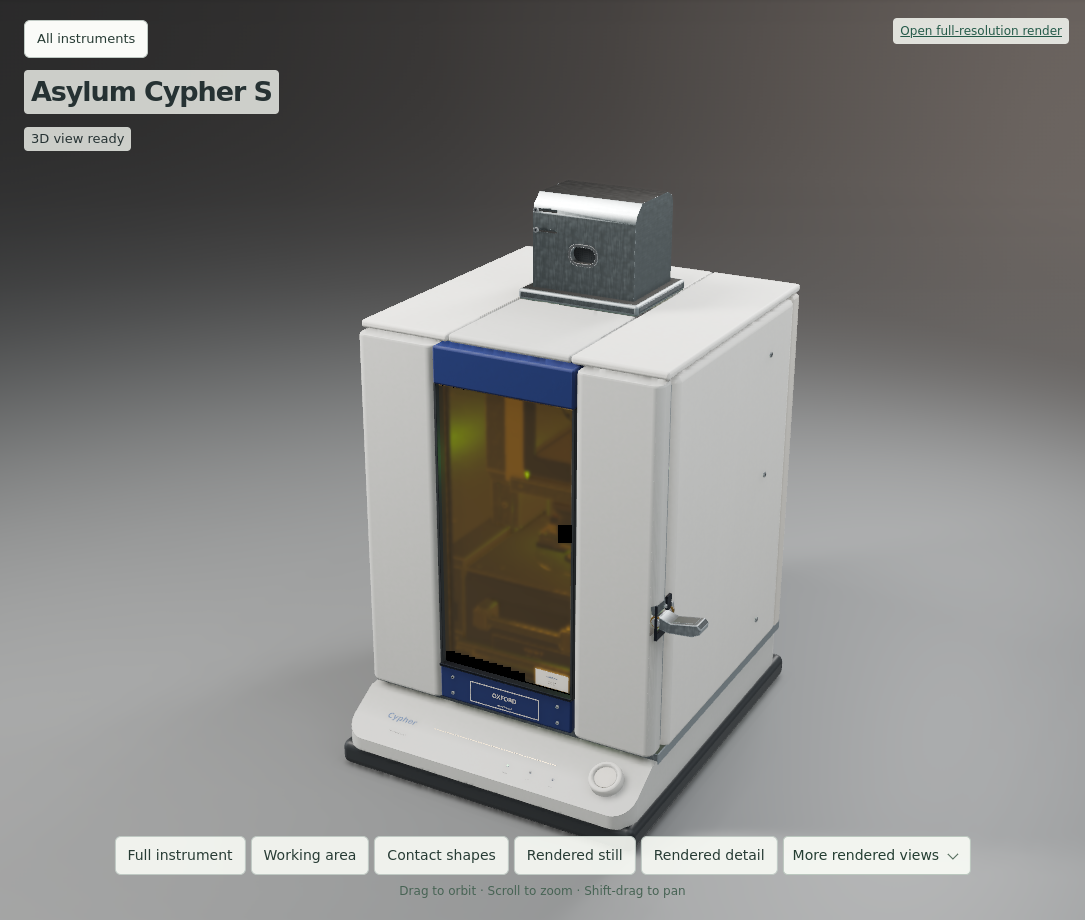 All instruments
Open full-resolution render
Asylum Cypher S
3D view ready
OXFORD
Cypher
Full instrument
Working area
Contact shapes
Rendered still
Rendered detail
More rendered views
Drag to orbit · Scroll to zoom · Shift-drag to pan